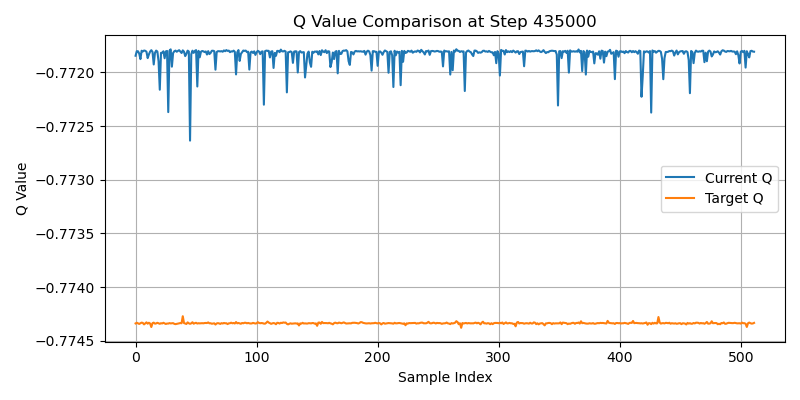 Q Value Comparison at Step 435000
−0.7720
−0.7725
−0.7730
−0.7735
−0.7740
−0.7745
Q Value
Current Q
Target Q
0 100 200 300 400 500
Sample Index